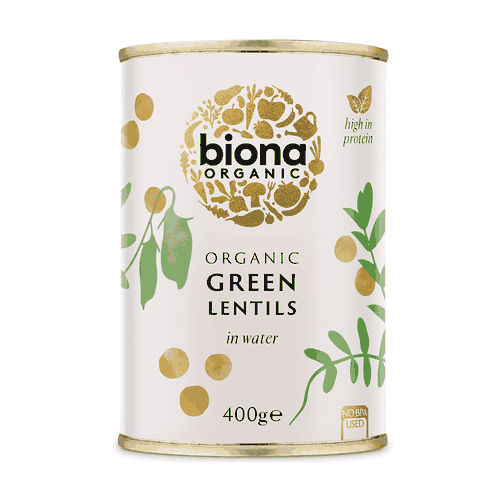 biona
ORGANIC
high in
protein
ORGANIC
GREEN
LENTILS
in water
400g℮
NO BPA
USED